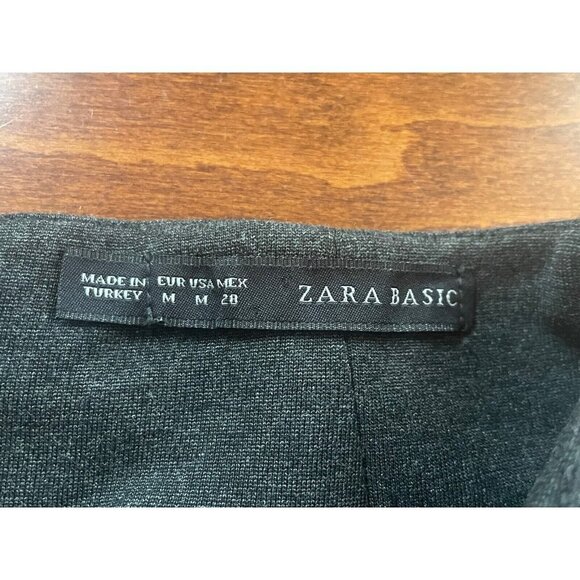 MADE IN EUR USA MEX ZARA BASIC
TURKEY M M 28